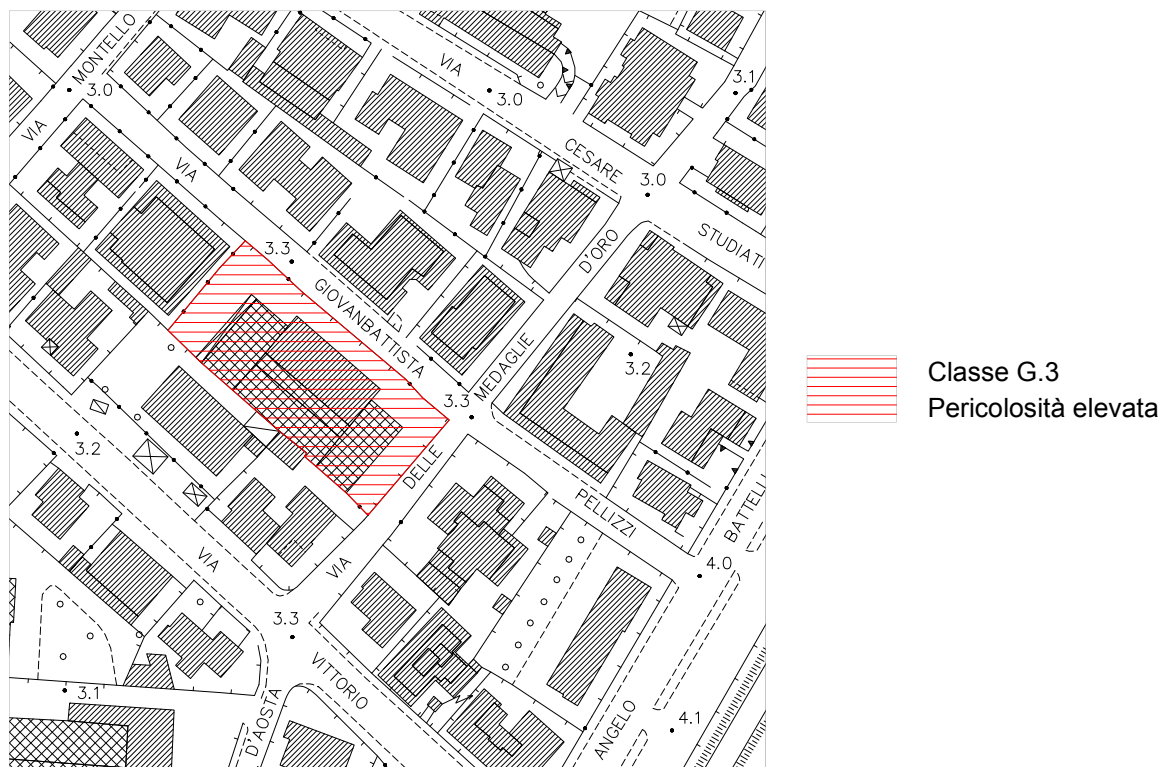 MONTELLO
VIA
3.0
VIA
3.0
3.1
CESARE
3.0
VIA
STUDIATI
D'ORO
3.3
GIOVANBATTISTA
MEDAGLIE
3.2
3.3
Classe G.3
Pericolosità elevata
3.2
DELLE
PELLIZZI
BATTELL
VIA
VIA
4.0
3.3
VITTORIO
3.1
D'AOSTA
ANGELO
4.1